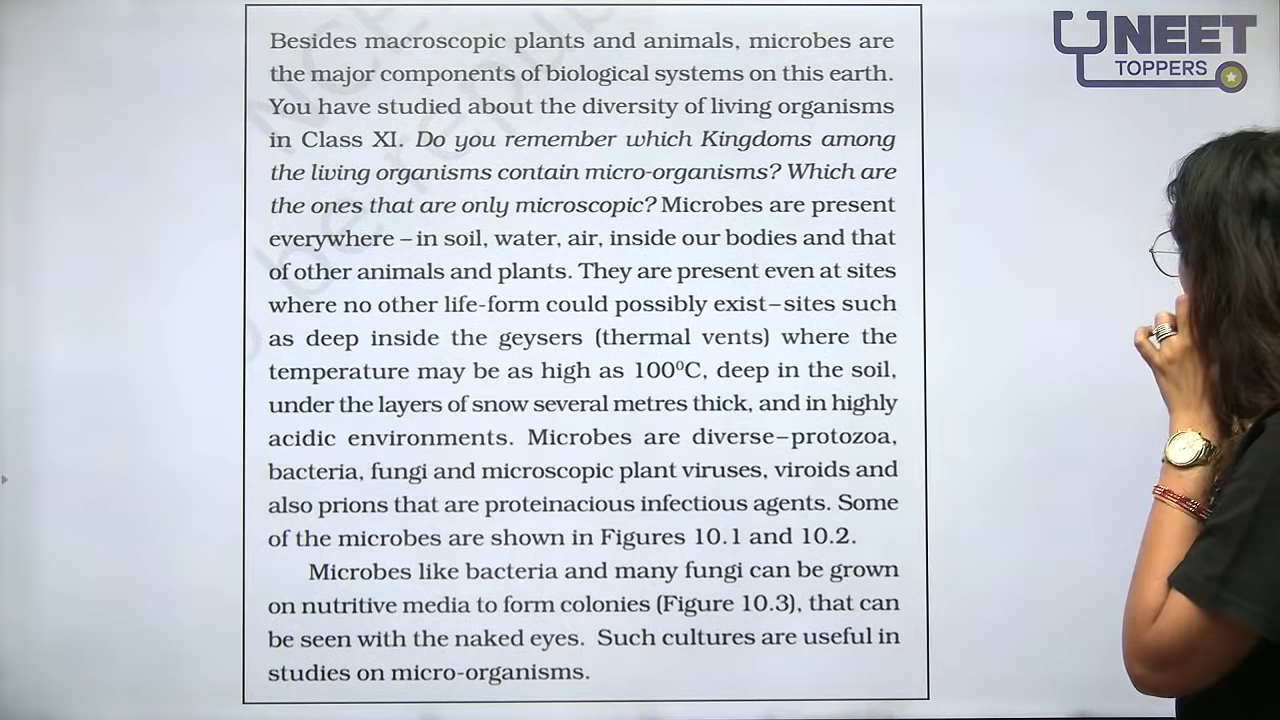 Besides macroscopic plants and animals, microbes are
the major components of biological systems on this earth.
You have studied about the diversity of living organisms
in Class XI. Do you remember which Kingdoms among
the living organisms contain micro-organisms? Which are
the ones that are only microscopic? Microbes are present
everywhere – in soil, water, air, inside our bodies and that
of other animals and plants. They are present even at sites
where no other life-form could possibly exist–sites such
as deep inside the geysers (thermal vents) where the
temperature may be as high as 100⁰C, deep in the soil,
under the layers of snow several metres thick, and in highly
acidic environments. Microbes are diverse–protozoa,
bacteria, fungi and microscopic plant viruses, viroids and
also prions that are proteinacious infectious agents. Some
of the microbes are shown in Figures 10.1 and 10.2.
Microbes like bacteria and many fungi can be grown
on nutritive media to form colonies (Figure 10.3), that can
be seen with the naked eyes. Such cultures are useful in
studies on micro-organisms.
NEET
TOPPERS